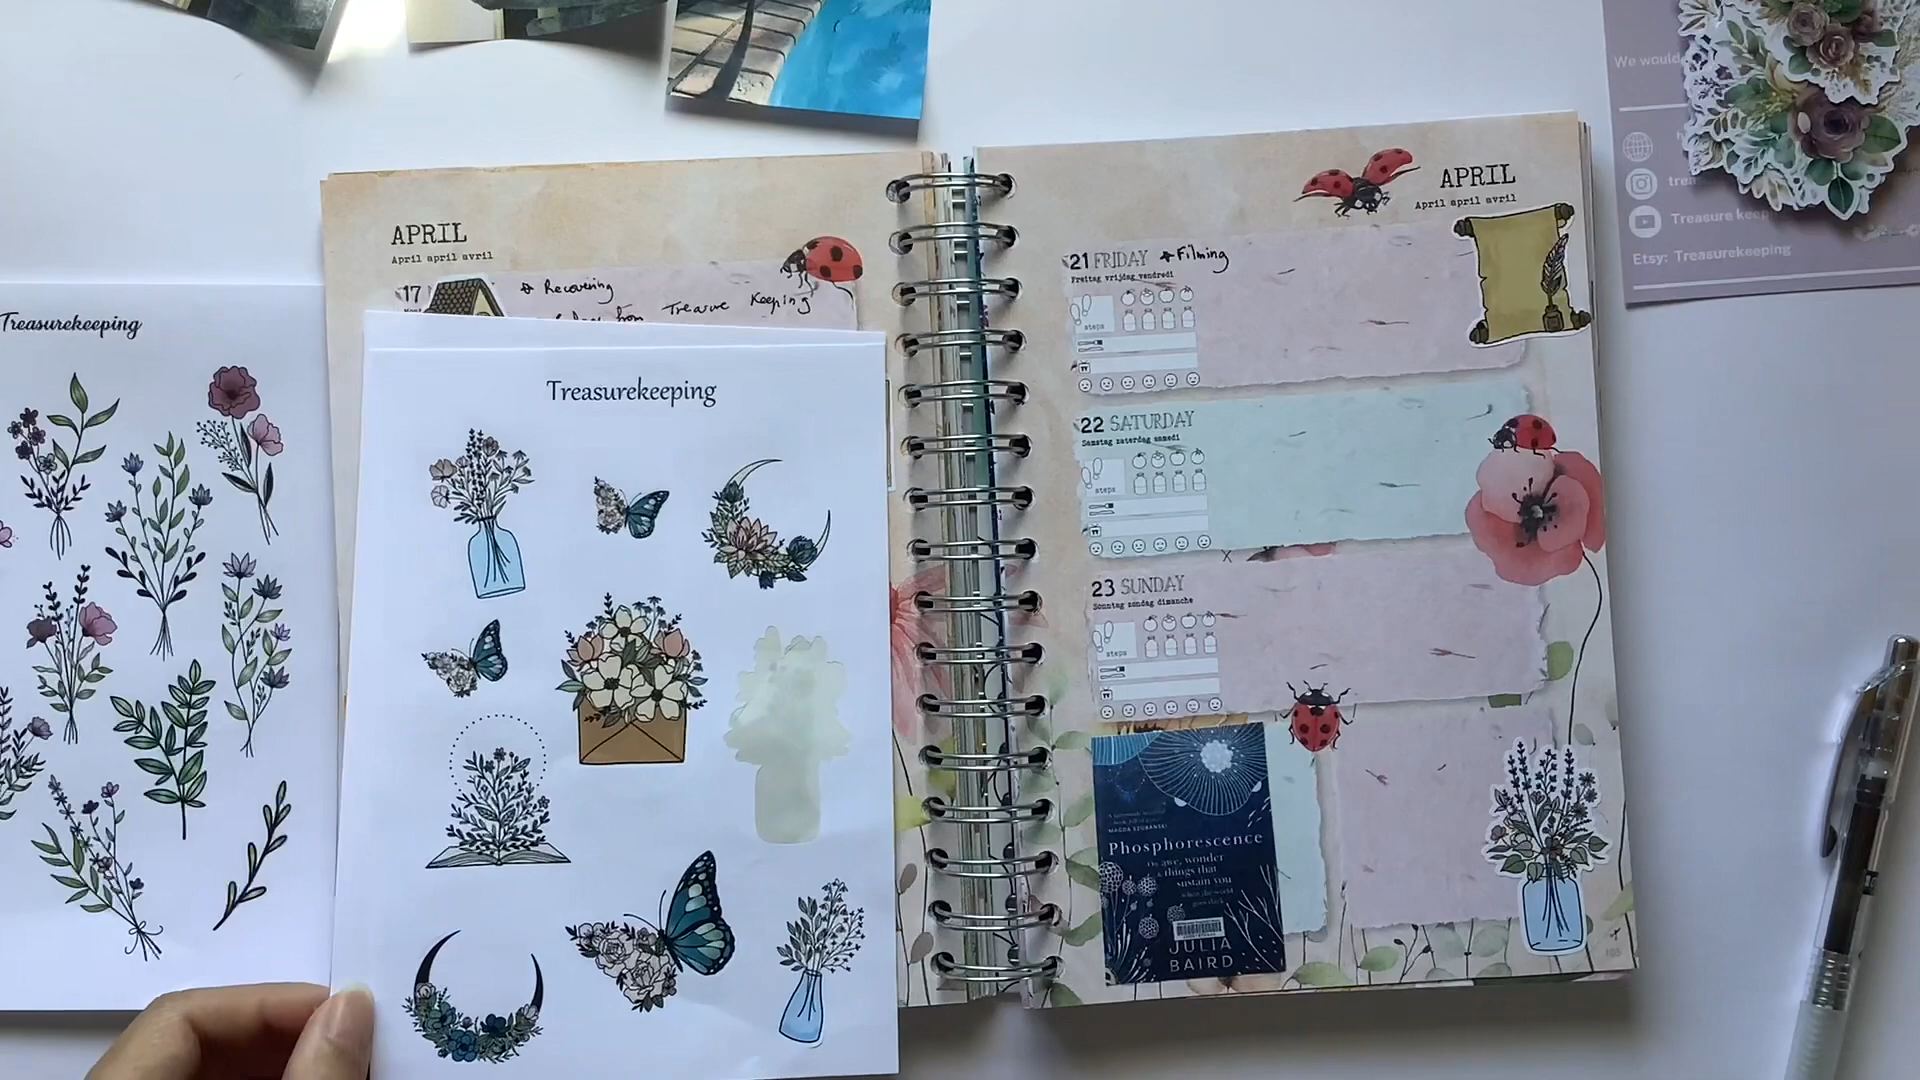 Treasurekeeping
APRIL
April april avril
17
* Recovering
from Treasure Keeping
Treasurekeeping
APRIL
April april avril
21 FRIDAY * Filming
Freitag vrijdag vendredi
steps
22 SATURDAY
Samstag zaterdag samedi
steps
23 SUNDAY
Sonntag zondag dimanche
steps
MAGDA SZUBANSKI
Phosphorescence
On awe, wonder
& things that
sustain you
when the world
goes dark
JULIA
BAIRD
We would
Treasure keep
Etsy: Treasurekeeping